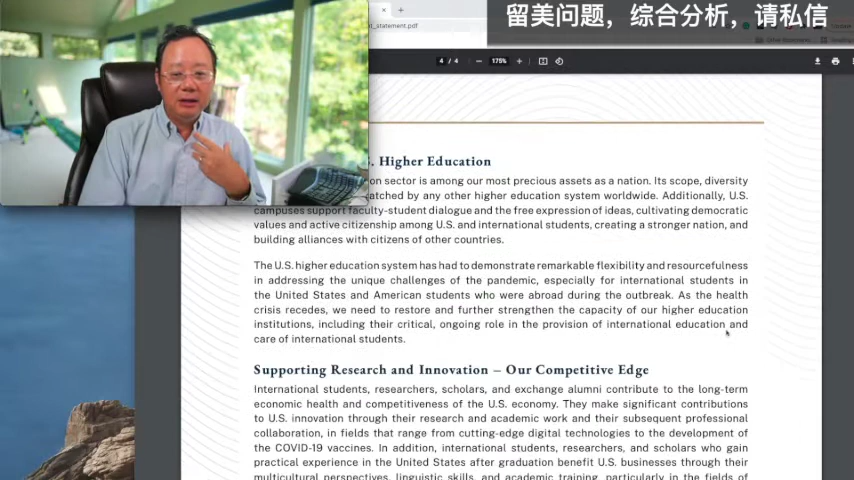 留美问题，综合分析，请私信
_statement.pdf
4 / 4
175%
. Higher Education
on sector is among our most precious assets as a nation. Its scope, diversity
atched by any other higher education system worldwide. Additionally, U.S.
campuses support faculty-student dialogue and the free expression of ideas, cultivating democratic
values and active citizenship among U.S. and international students, creating a stronger nation, and
building alliances with citizens of other countries.
The U.S. higher education system has had to demonstrate remarkable flexibility and resourcefulness
in addressing the unique challenges of the pandemic, especially for international students in
the United States and American students who were abroad during the outbreak. As the health
crisis recedes, we need to restore and further strengthen the capacity of our higher education
institutions, including their critical, ongoing role in the provision of international education and
care of international students.
Supporting Research and Innovation – Our Competitive Edge
International students, researchers, scholars, and exchange alumni contribute to the long-term
economic health and competitiveness of the U.S. economy. They make significant contributions
to U.S. innovation through their research and academic work and their subsequent professional
collaboration, in fields that range from cutting-edge digital technologies to the development of
the COVID-19 vaccines. In addition, international students, researchers, and scholars who gain
practical experience in the United States after graduation benefit U.S. businesses through their
multicultural perspectives, linguistic skills, and academic training, particularly in the fields of